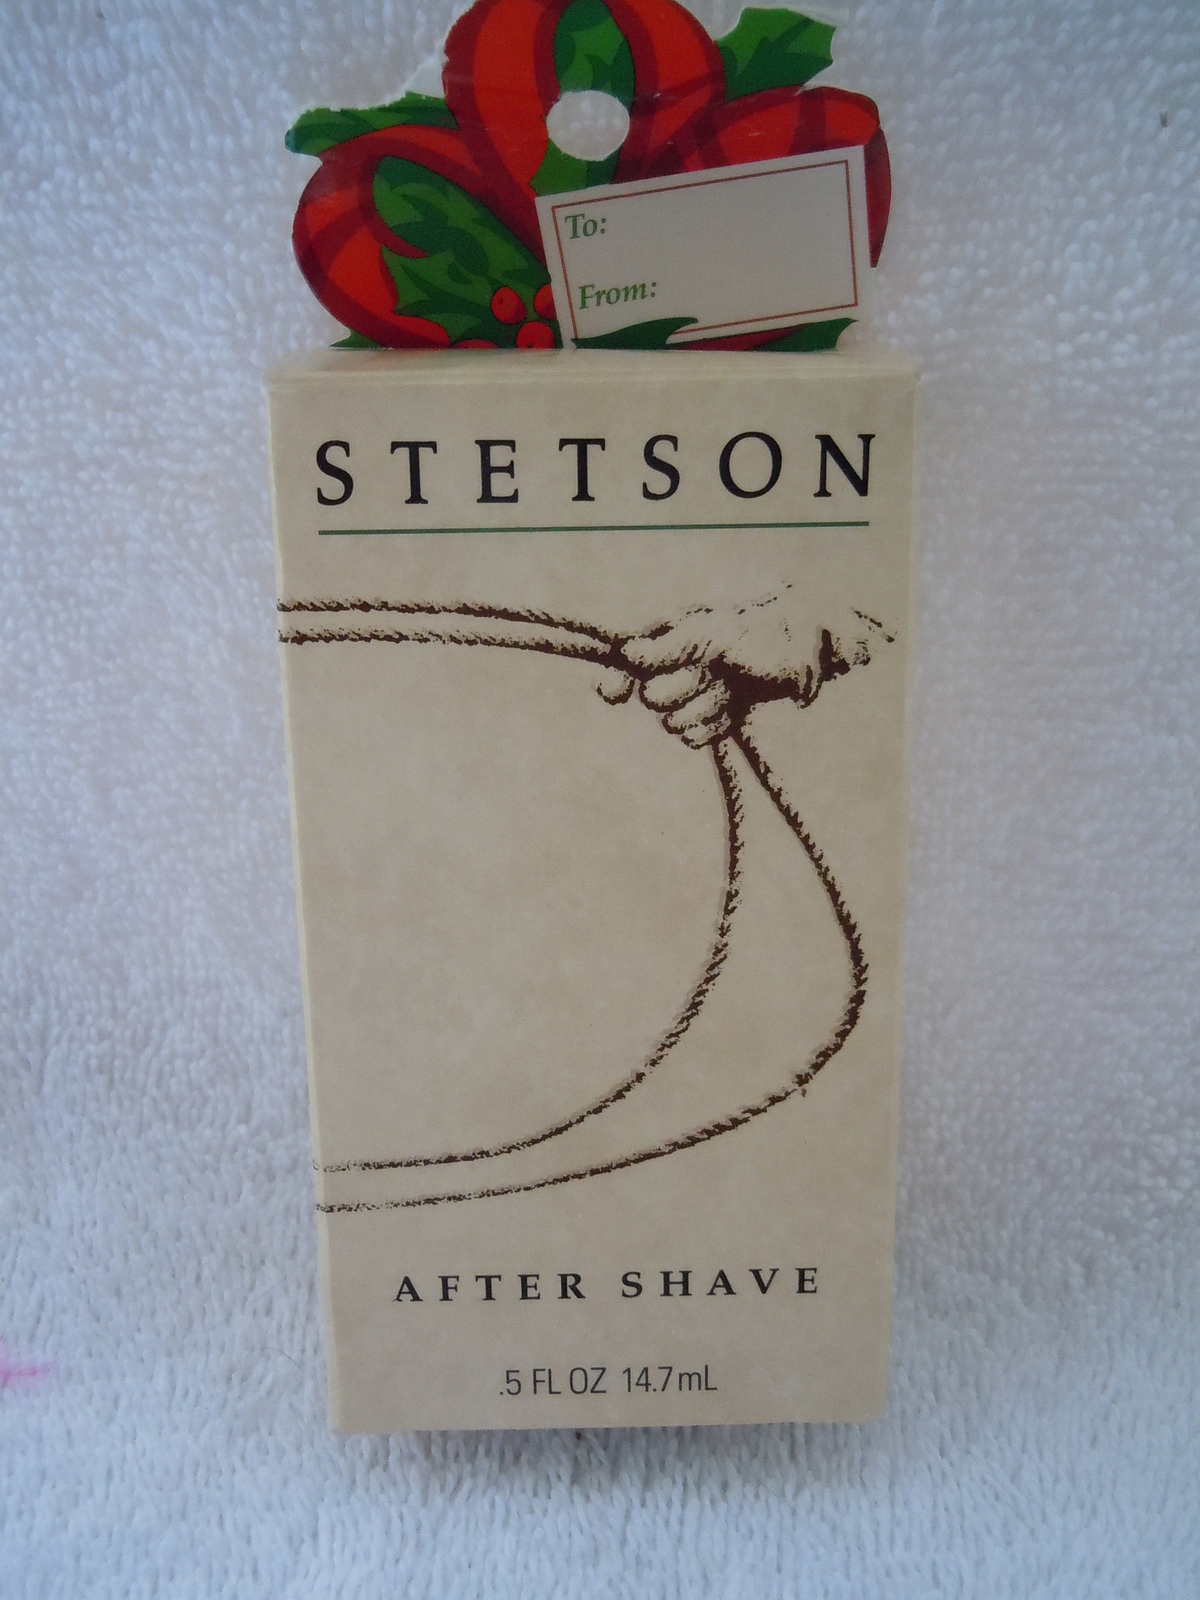 To:
From:
STETSON
AFTER SHAVE
.5 FL OZ 14.7mL